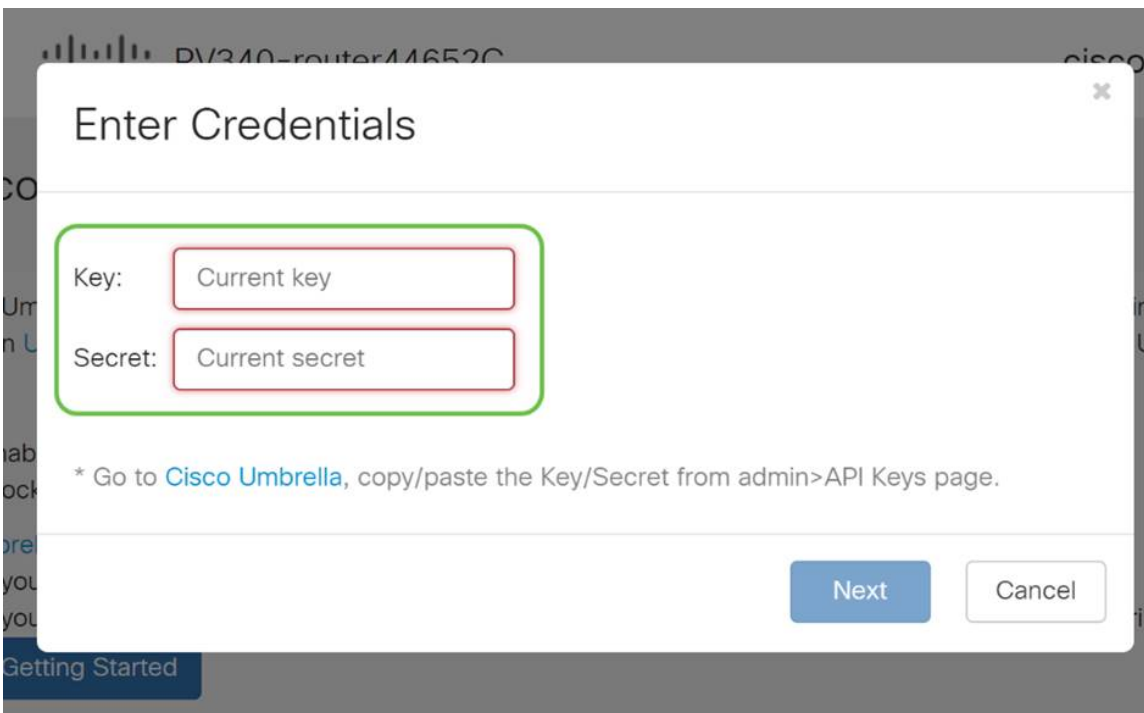 RV340-router44652C
cisco
Enter Credentials
Key:
Current key
Secret:
Current secret
* Go to Cisco Umbrella, copy/paste the Key/Secret from admin>API Keys page.
Next
Cancel
Getting Started